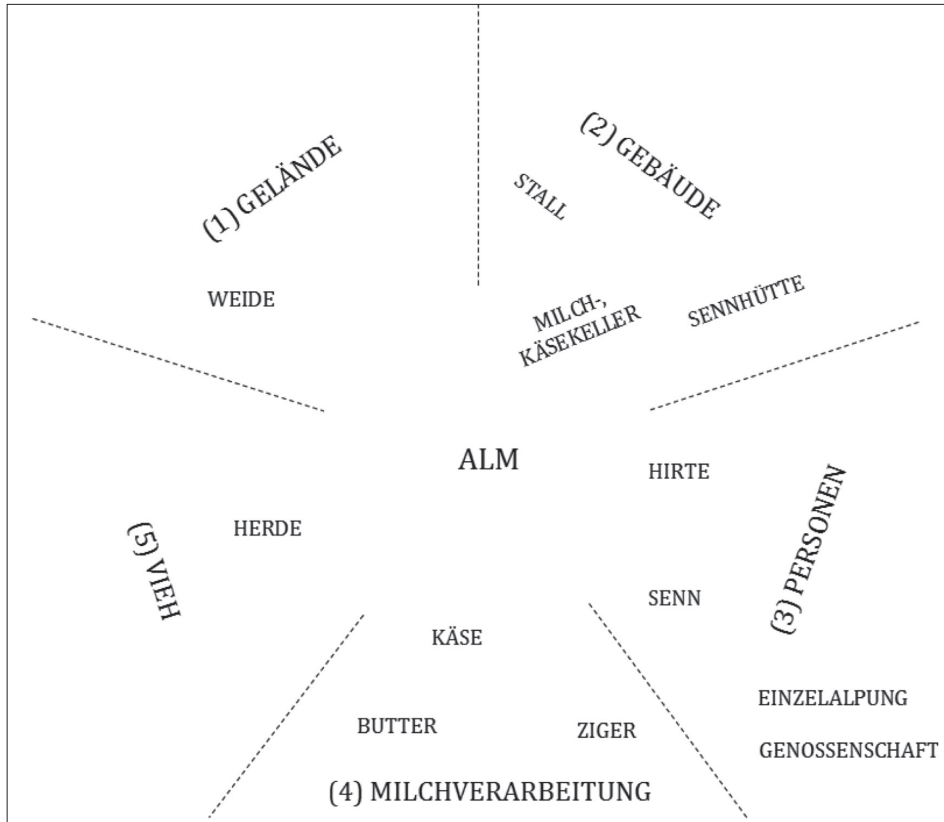 (1) GELÄNDE
WEIDE
(2) GEBÄUDE
STALL
MILCH-,
KÄSEKELLER
SENNHÜTTE
ALM
HIRTE
SENN
(3) PERSONEN
EINZELALPUNG
GENOSSENSCHAFT
KÄSE
BUTTER
ZIGER
(4) MILCHVERARBEITUNG
HERDE
(5) VIEH